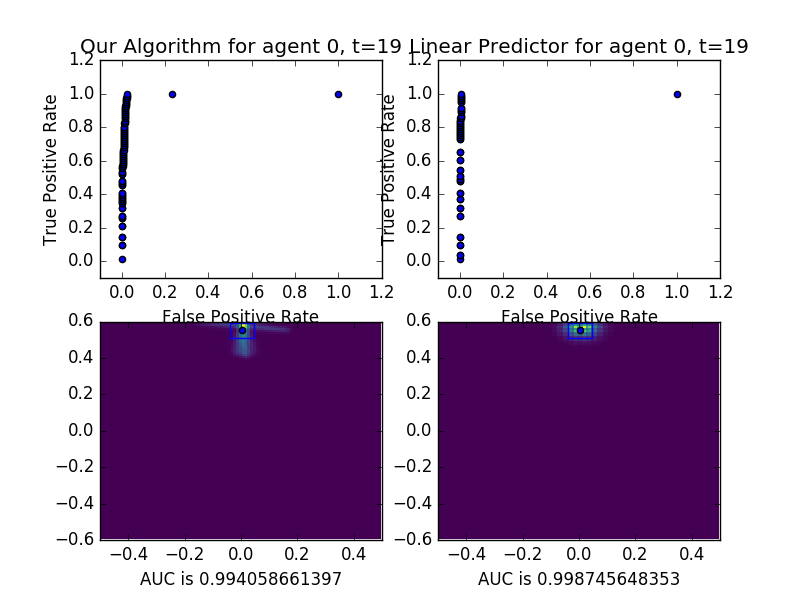 Our Algorithm for agent 0, t=19
Linear Predictor for agent 0, t=19
True Positive Rate
1.2
1.0
0.8
0.6
0.4
0.2
0.0
0.0 0.2 0.4 0.6 0.8 1.0 1.2
False Positive Rate
True Positive Rate
1.2
1.0
0.8
0.6
0.4
0.2
0.0
0.0 0.2 0.4 0.6 0.8 1.0 1.2
False Positive Rate
0.6
0.4
0.2
0.0
−0.2
−0.4
−0.6
−0.4 −0.2 0.0 0.2 0.4
AUC is 0.994058661397
0.6
0.4
0.2
0.0
−0.2
−0.4
−0.6
−0.4 −0.2 0.0 0.2 0.4
AUC is 0.998745648353